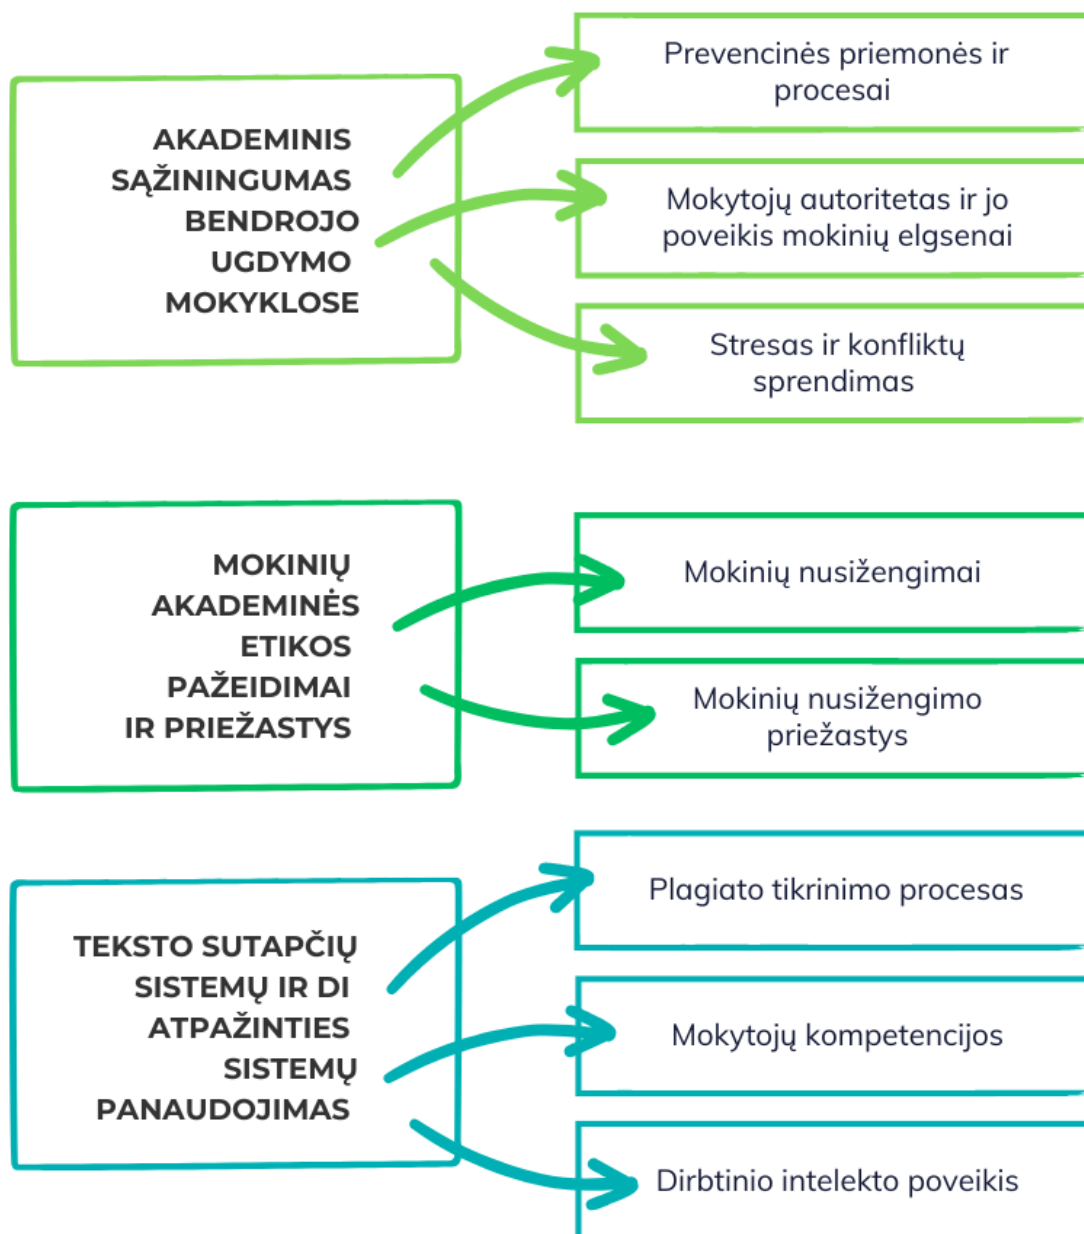 AKADEMINIS
SĄŽININGUMAS
BENDROJO
UGDYMO
MOKYKLOSE
Prevencinės priemonės ir
procesai
Mokytojų autoritetas ir jo
poveikis mokinių elgsenai
Stresas ir konfliktų
sprendimas
MOKINIŲ
AKADEMINĖS
ETIKOS
PAŽEIDIMAI
IR PRIEŽASTYS
Mokinių nusižengimai
Mokinių nusižengimo
priežastys
TEKSTO SUTAPČIŲ
SISTEMŲ IR DI
ATPAŽINTIES
SISTEMŲ
PANAUDOJIMAS
Plagiato tikrinimo procesas
Mokytojų kompetencijos
Dirbtinio intelekto poveikis